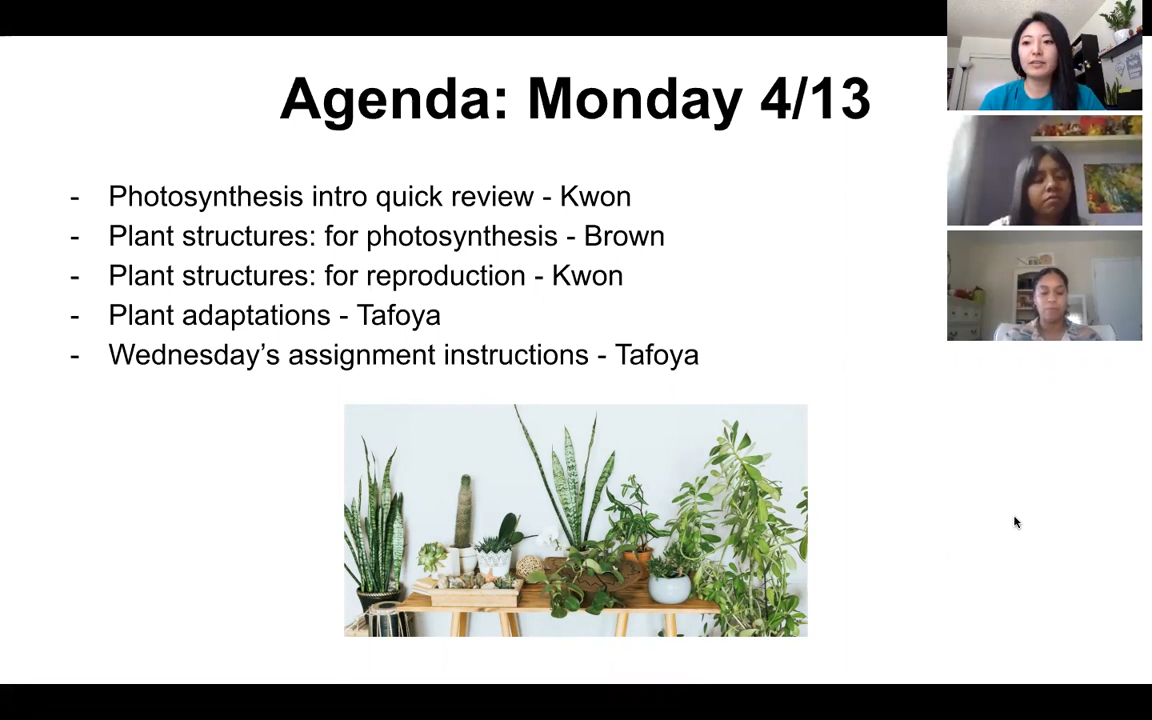 Agenda: Monday 4/13
- Photosynthesis intro quick review - Kwon
- Plant structures: for photosynthesis - Brown
- Plant structures: for reproduction - Kwon
- Plant adaptations - Tafoya
- Wednesday’s assignment instructions - Tafoya